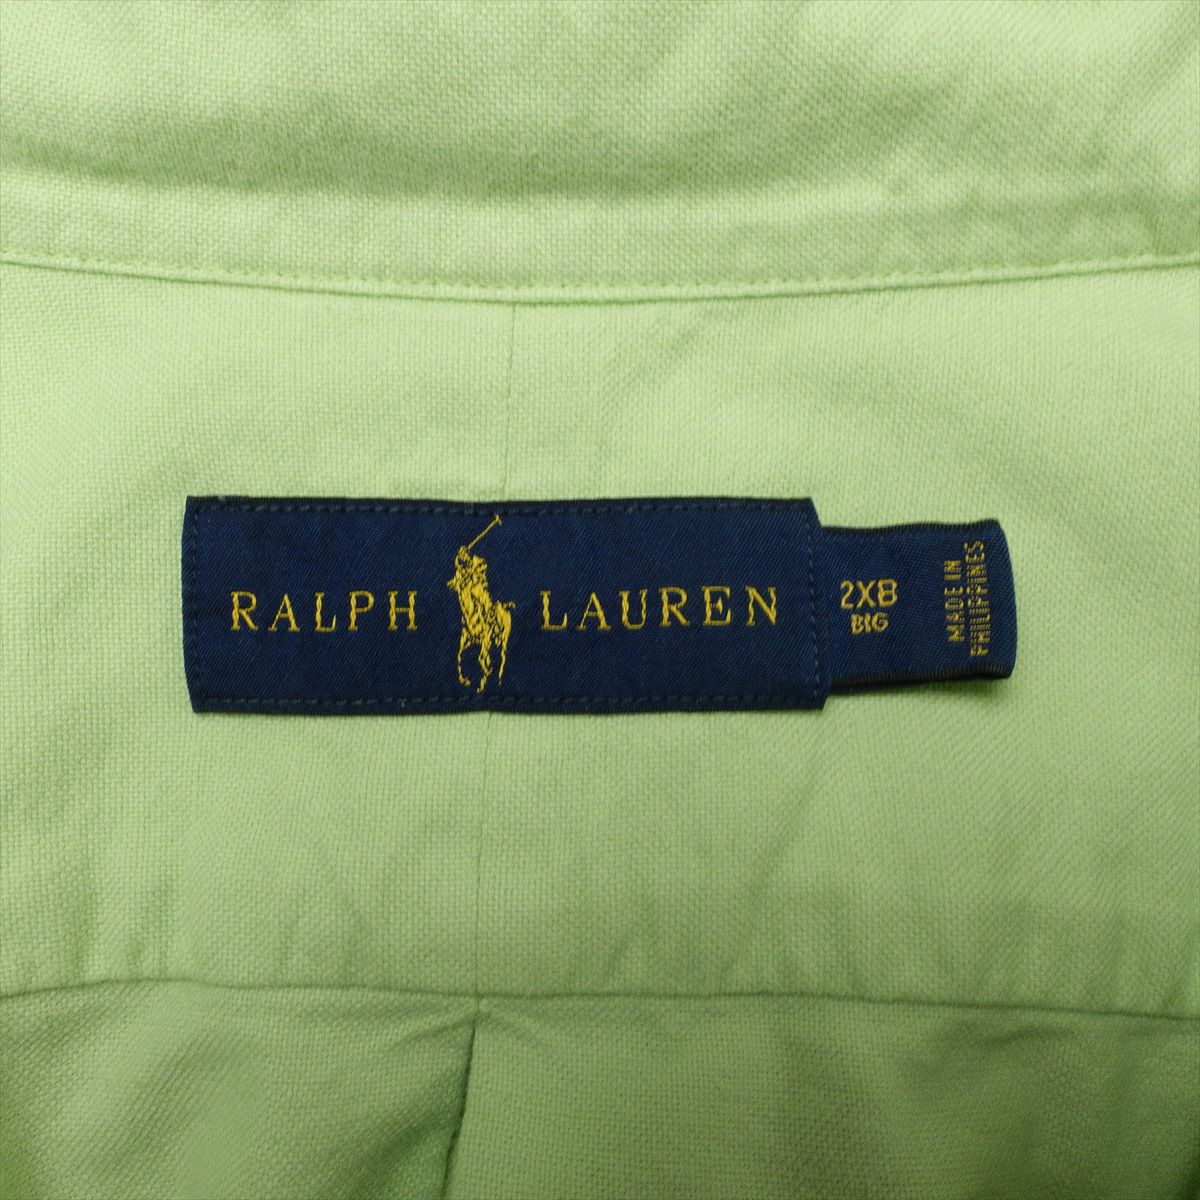 RALPH LAUREN
2XB
BIG
MADE IN
PHILIPPINES